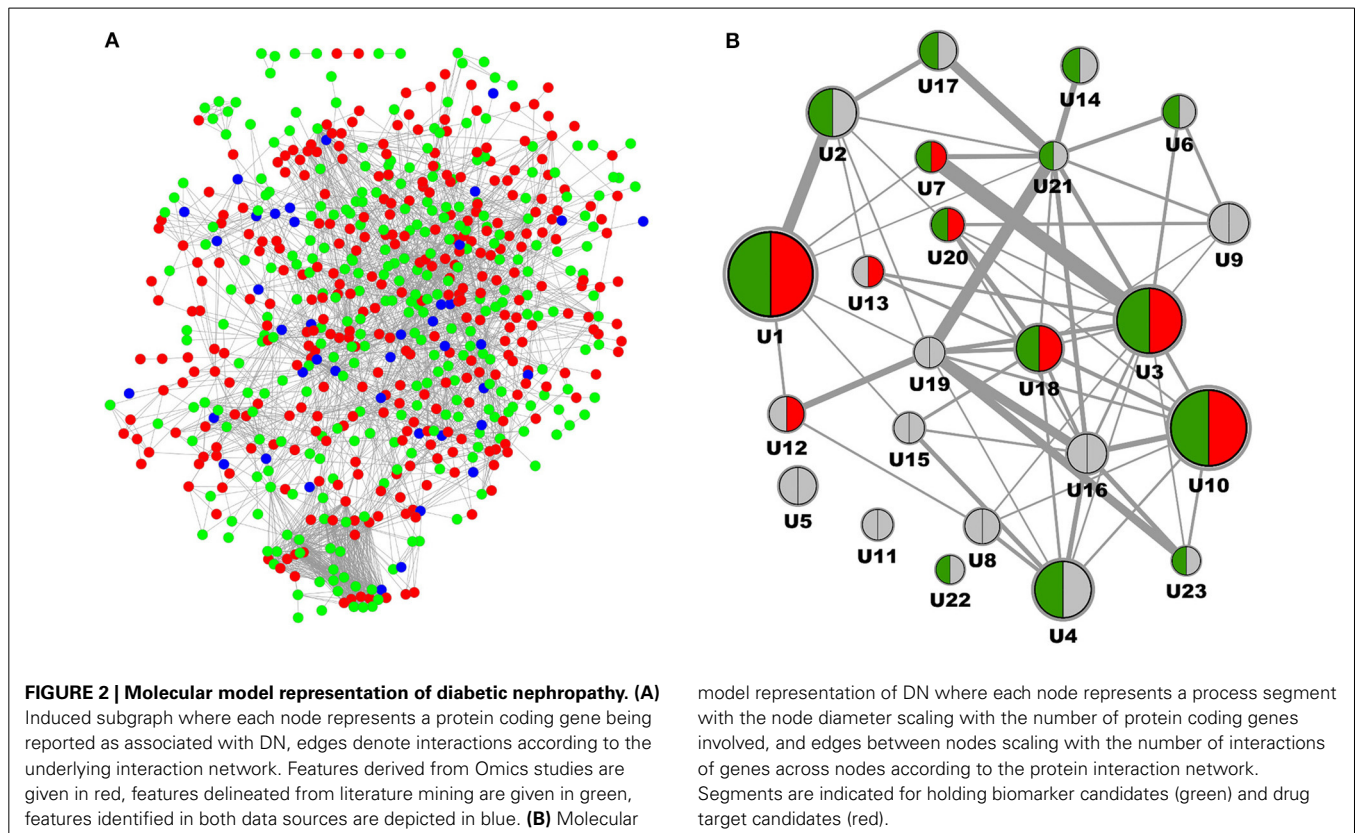 A
B
U17
U14
U6
U2
U7
U21
U20
U9
U13
U1
U3
U19
U18
U12
U15
U16
U10
U5
U11
U8
U22
U23
U4
FIGURE 2 | Molecular model representation of diabetic nephropathy. (A)
Induced subgraph where each node represents a protein coding gene being
reported as associated with DN, edges denote interactions according to the
underlying interaction network. Features derived from Omics studies are
given in red, features delineated from literature mining are given in green,
features identified in both data sources are depicted in blue. (B) Molecular
model representation of DN where each node represents a process segment
with the node diameter scaling with the number of protein coding genes
involved, and edges between nodes scaling with the number of interactions
of genes across nodes according to the protein interaction network.
Segments are indicated for holding biomarker candidates (green) and drug
target candidates (red).